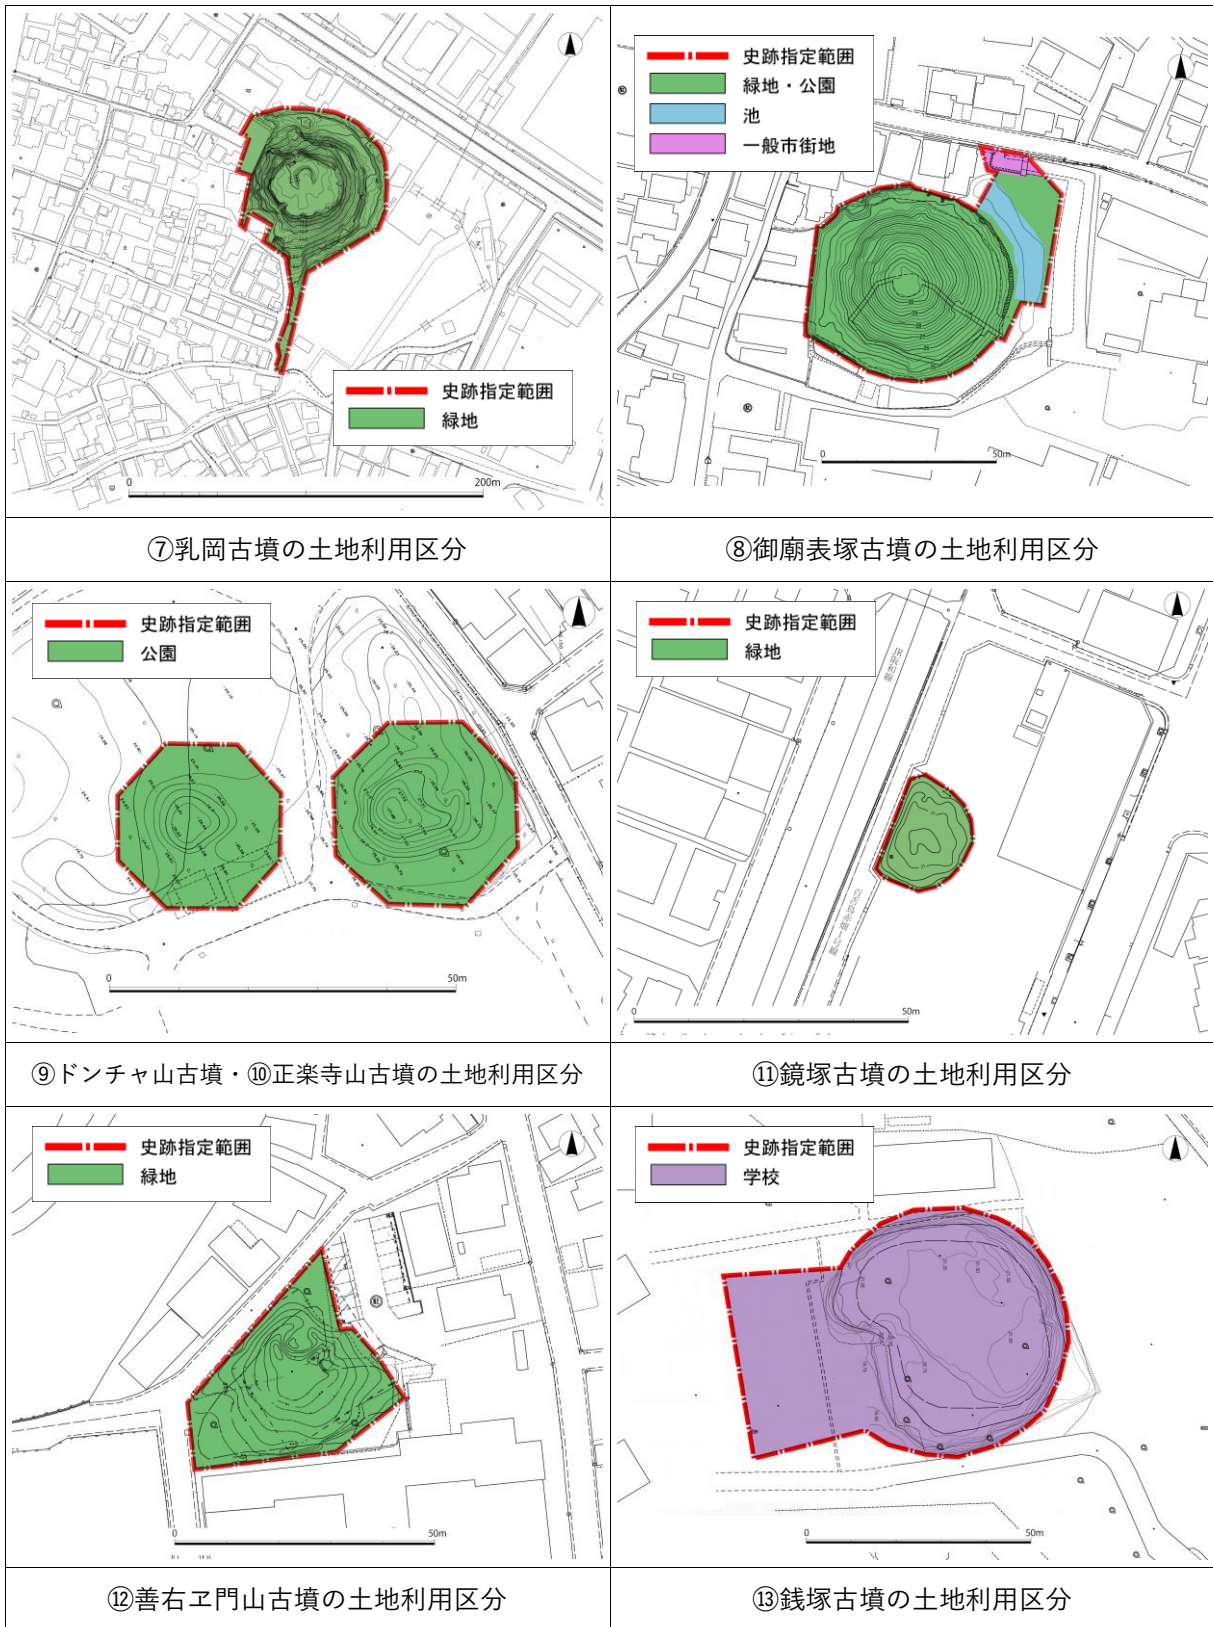 史跡指定範囲
緑地
0
200m
⑦乳岡古墳の土地利用区分
史跡指定範囲
緑地・公園
池
一般市街地
0
50m
⑧御廟表塚古墳の土地利用区分
史跡指定範囲
公園
0
50m
⑨ドンチャ山古墳・⑩正楽寺山古墳の土地利用区分
史跡指定範囲
緑地
JR阪和線
0
50m
⑪鏡塚古墳の土地利用区分
史跡指定範囲
緑地
0
50m
⑫善右ヱ門山古墳の土地利用区分
史跡指定範囲
学校
0
50m
⑬銭塚古墳の土地利用区分